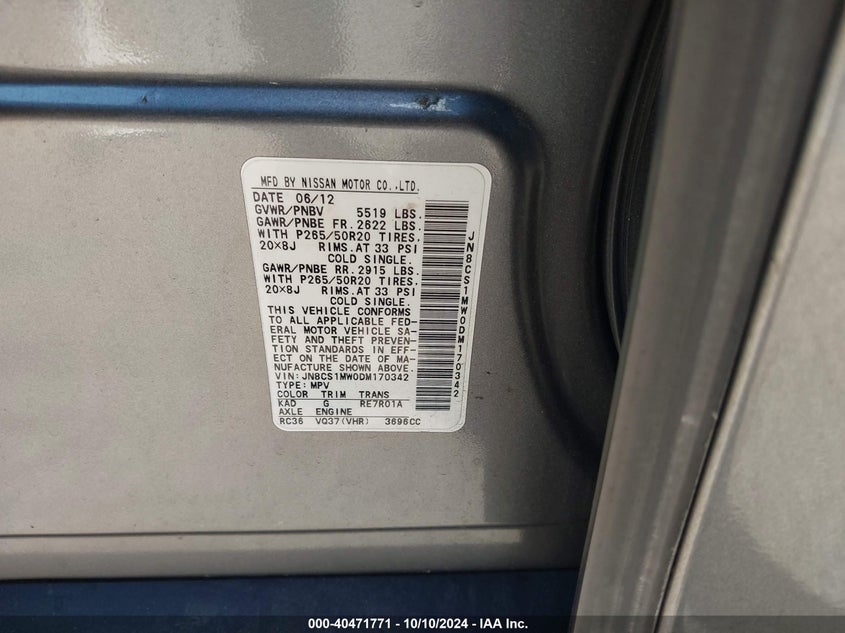 MFD BY NISSAN MOTOR CO.,LTD.
DATE 06/12
GVWR/PNBV 5519 LBS.
GAWR/PNBE FR. 2622 LBS.
WITH P265/50R20 TIRES,
20×8J RIMS.AT 33 PSI
COLD SINGLE.
GAWR/PNBE RR. 2915 LBS.
WITH P265/50R20 TIRES,
20×8J RIMS.AT 33 PSI
COLD SINGLE.
THIS VEHICLE CONFORMS
TO ALL APPLICABLE FED-
ERAL MOTOR VEHICLE SA-
FETY AND THEFT PREVEN-
TION STANDARDS IN EFF-
ECT ON THE DATE OF MA-
NUFACTURE SHOWN ABOVE.
VIN: JN8CS1MW0DM170342
TYPE: MPV
COLOR TRIM TRANS
KAD G RE7R01A
AXLE ENGINE
RC36 VQ37(VHR) 3696CC
JN8CS1MW0DM170342
000-40471771 - 10/10/2024 - IAA Inc.